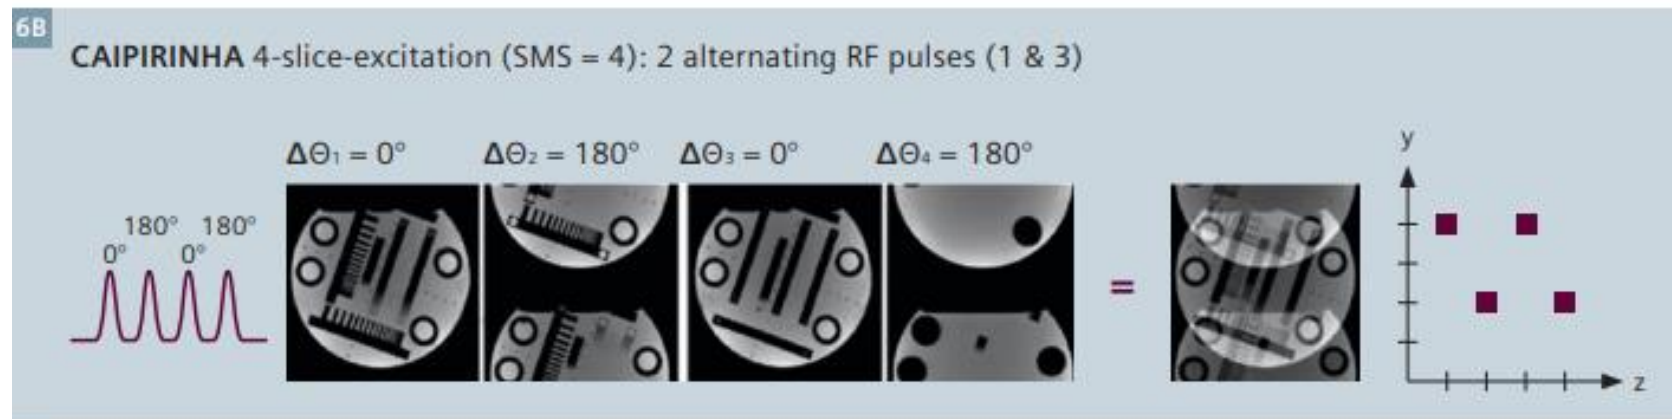 6B
CAIPIRINHA 4-slice-excitation (SMS = 4): 2 alternating RF pulses (1 & 3)
ΔΘ₁ = 0° ΔΘ₂ = 180° ΔΘ₃ = 0° ΔΘ₄ = 180°
180° 180°
0° 0°
=
y
z